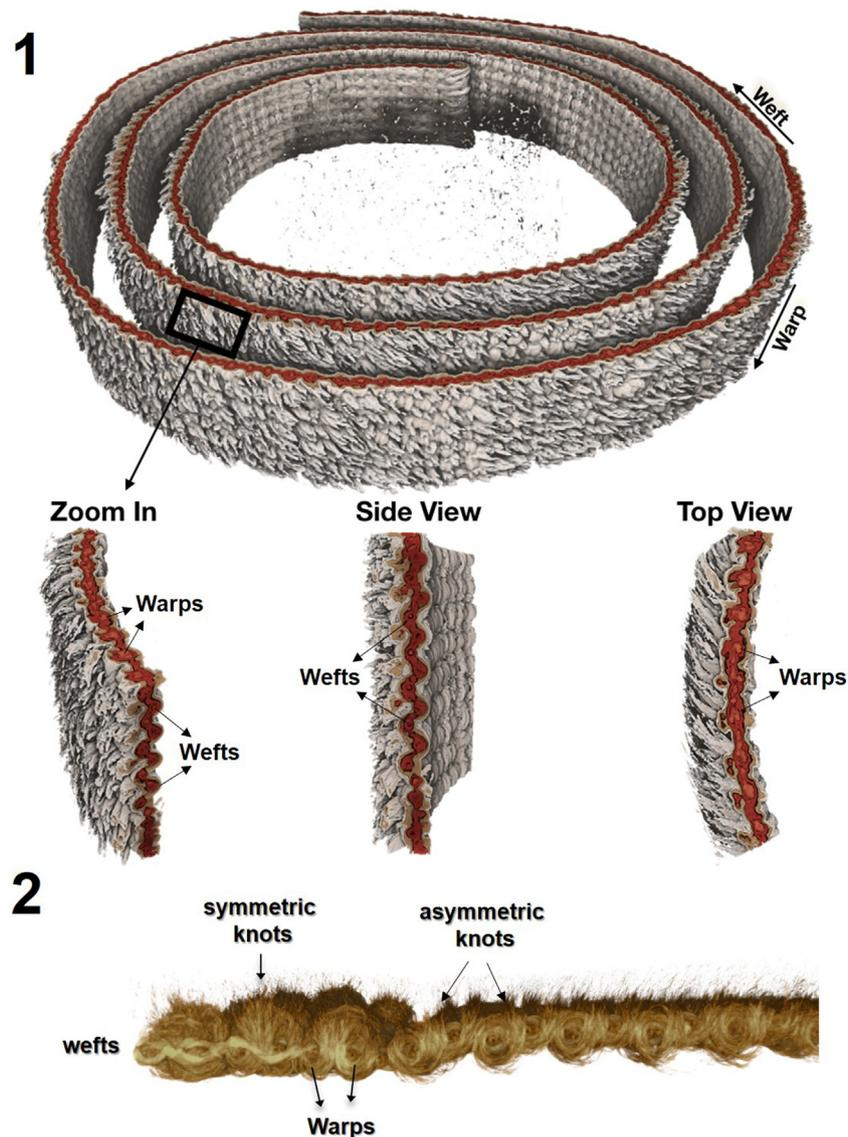 1
Weft
Warp
Zoom In
Side View
Top View
Warps
Wefts
Wefts
Warps
2
symmetric
knots
asymmetric
knots
wefts
Warps